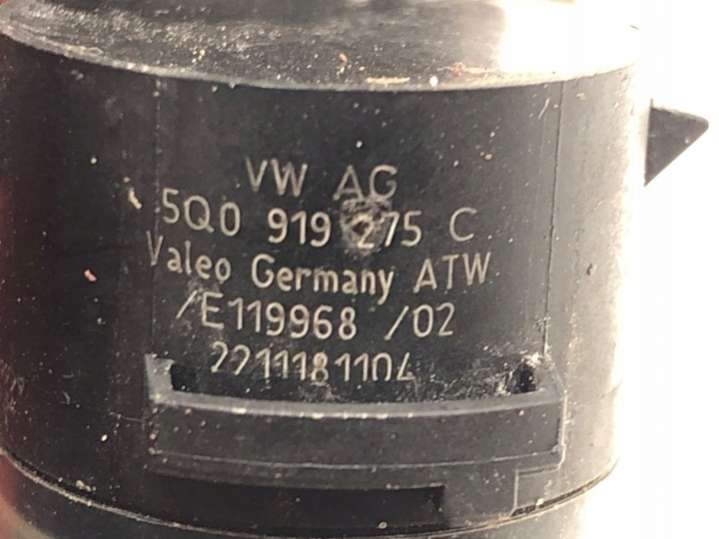 VW AG
5Q0 919 275 C
Valeo Germany ATW
/E119968 /02
2211181104